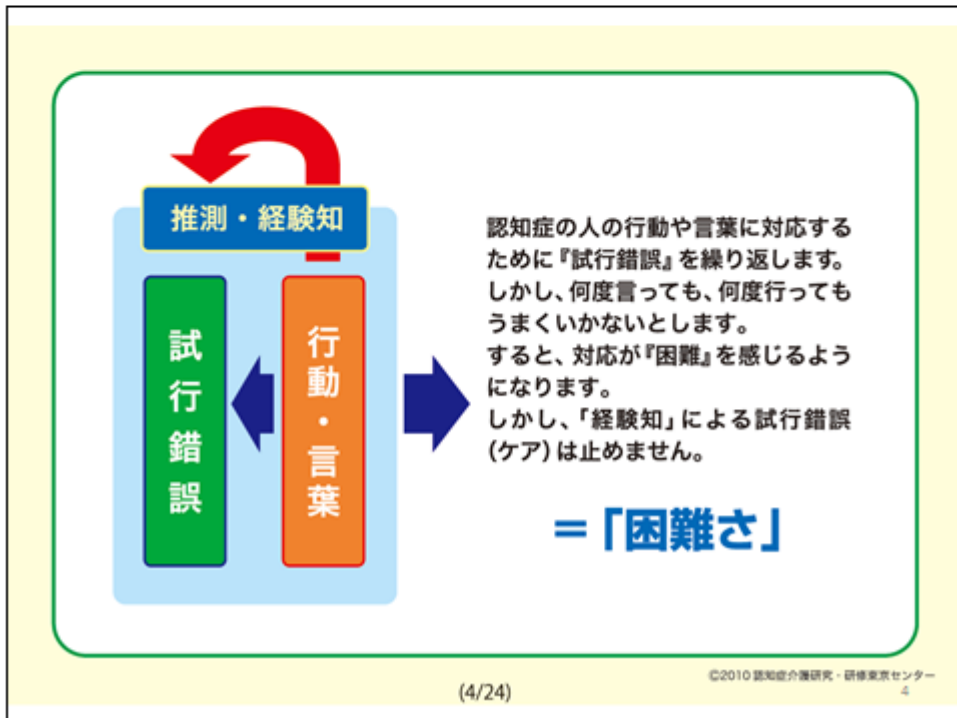 推測・経験知
試行錯誤
行動・言葉
認知症の人の行動や言葉に対応する
ために『試行錯誤』を繰り返します。
しかし、何度言っても、何度行っても
うまくいかないとします。
すると、対応が『困難』を感じるよう
になります。
しかし、「経験知」による試行錯誤
（ケア）は止めません。
＝「困難さ」
©2010 認知症介護研究・研修東京センター
4
(4/24)